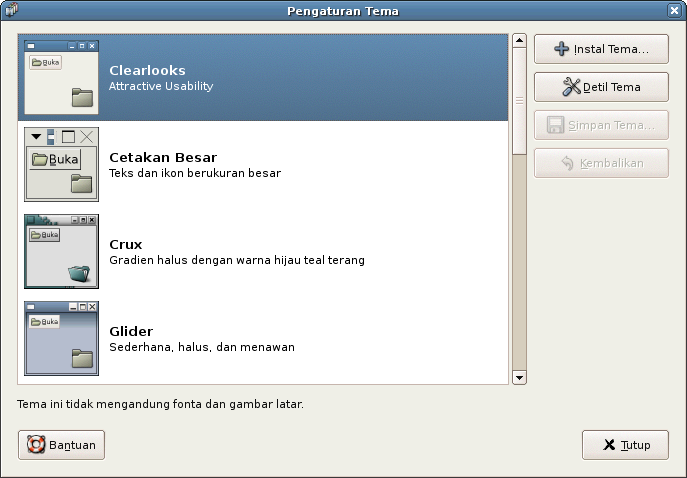 Pengaturan Tema
Buka
Clearlooks
Attractive Usability
Buka
Cetakan Besar
Teks dan ikon berukuran besar
Buka
Crux
Gradien halus dengan warna hijau teal terang
Buka
Glider
Sederhana, halus, dan menawan
Instal Tema...
Detil Tema
Simpan Tema...
Kembalikan
Tema ini tidak mengandung fonta dan gambar latar.
Bantuan
Tutup